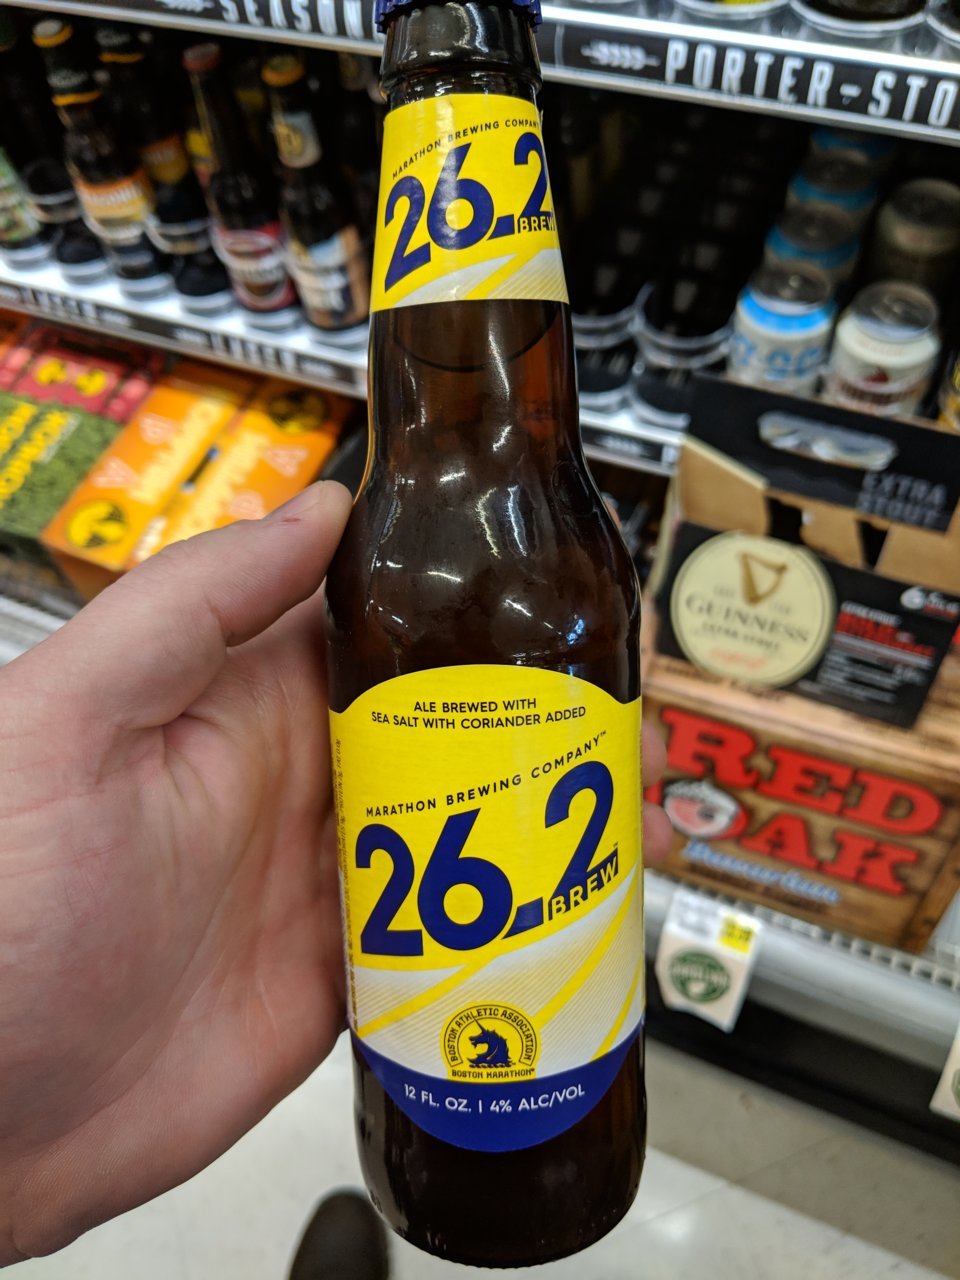 SEASON
PORTER-STO
MARATHON BREWING COMPANY
26.2
BREW
LAGER
EXTRA
STOUT
GUINNESS
RED
OAK
ALE BREWED WITH
SEA SALT WITH CORIANDER ADDED
MARATHON BREWING COMPANY™
26.2
BREW™
BOSTON ATHLETIC ASSOCIATION
BOSTON MARATHON®
12 FL. OZ. | 4% ALC/VOL